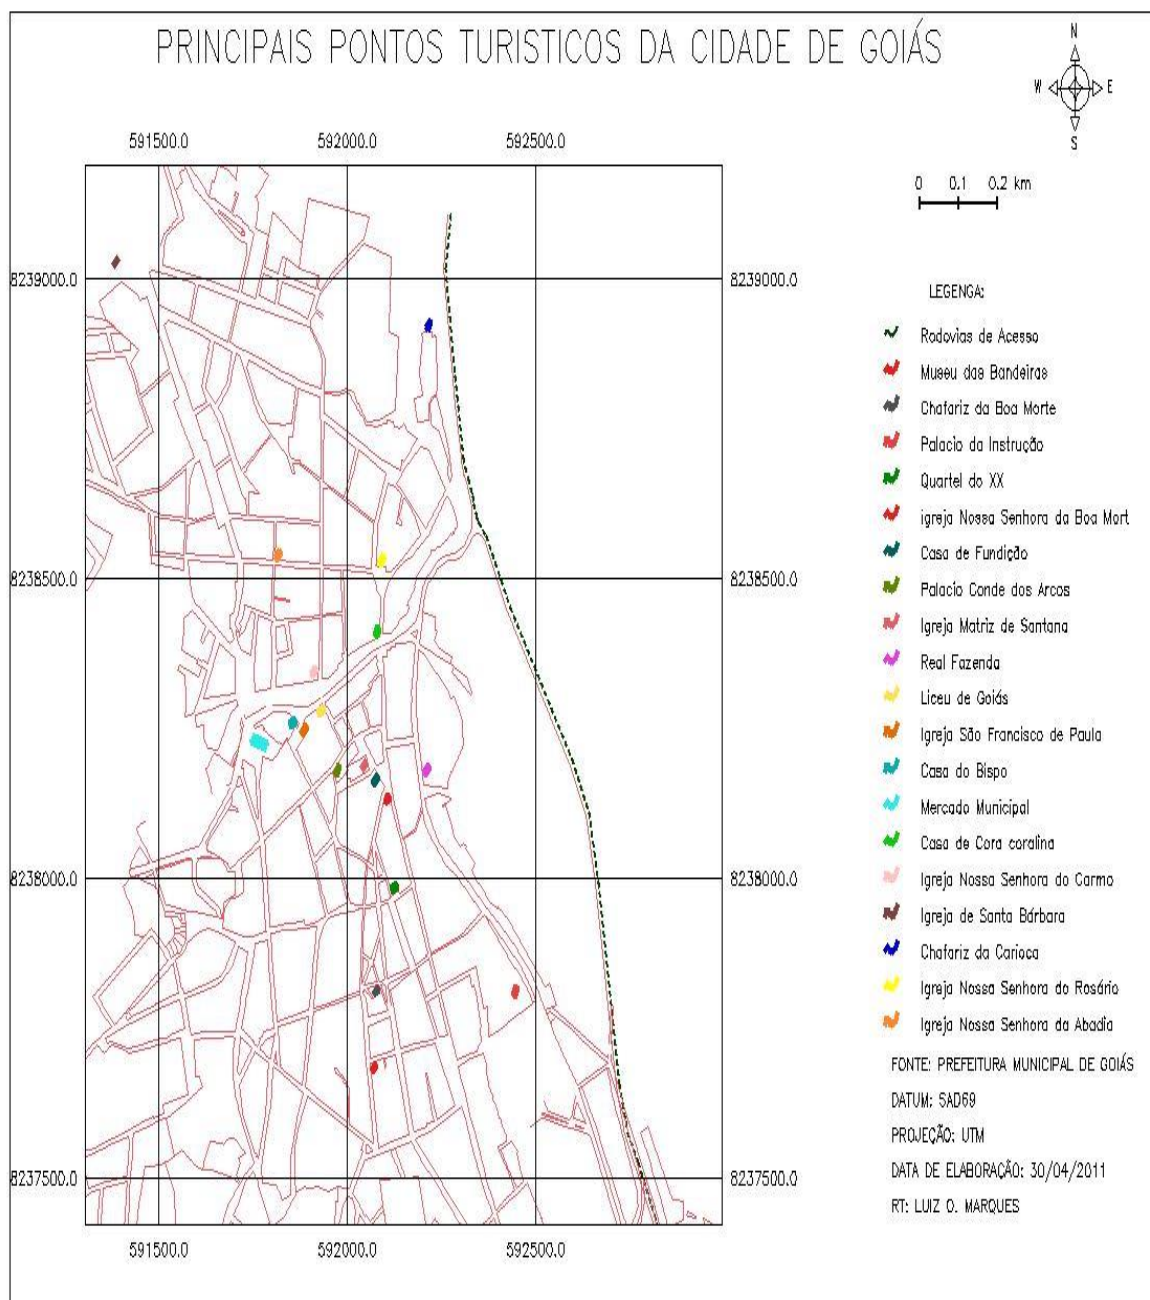 PRINCIPAIS PONTOS TURISTICOS DA CIDADE DE GOIÁS
N
W E
S
591500.0 592000.0 592500.0
0 0.1 0.2 km
8239000.0 8239000.0
LEGENGA:
Rodovias de Acesso
Museu das Bandeiras
Chafariz da Boa Morte
Palacio da Instrução
Quartel do XX
8238500.0 8238500.0
igreja Nossa Senhora da Boa Mort
Casa de Fundição
Palacio Conde dos Arcos
Igreja Matriz de Santana
Real Fazenda
Liceu de Goiás
Igreja São Francisco de Paula
Casa do Bispo
Mercado Municipal
Casa de Cora coralina
8238000.0 8238000.0
Igreja Nossa Senhora do Carmo
Igreja de Santa Bárbara
Chafariz da Carioca
Igreja Nossa Senhora do Rosário
Igreja Nossa Senhora da Abadia
FONTE: PREFEITURA MUNICIPAL DE GOIÁS
DATUM: SAD69
PROJEÇÃO: UTM
DATA DE ELABORAÇÃO: 30/04/2011
8237500.0 8237500.0
RT: LUIZ O. MARQUES
591500.0 592000.0 592500.0